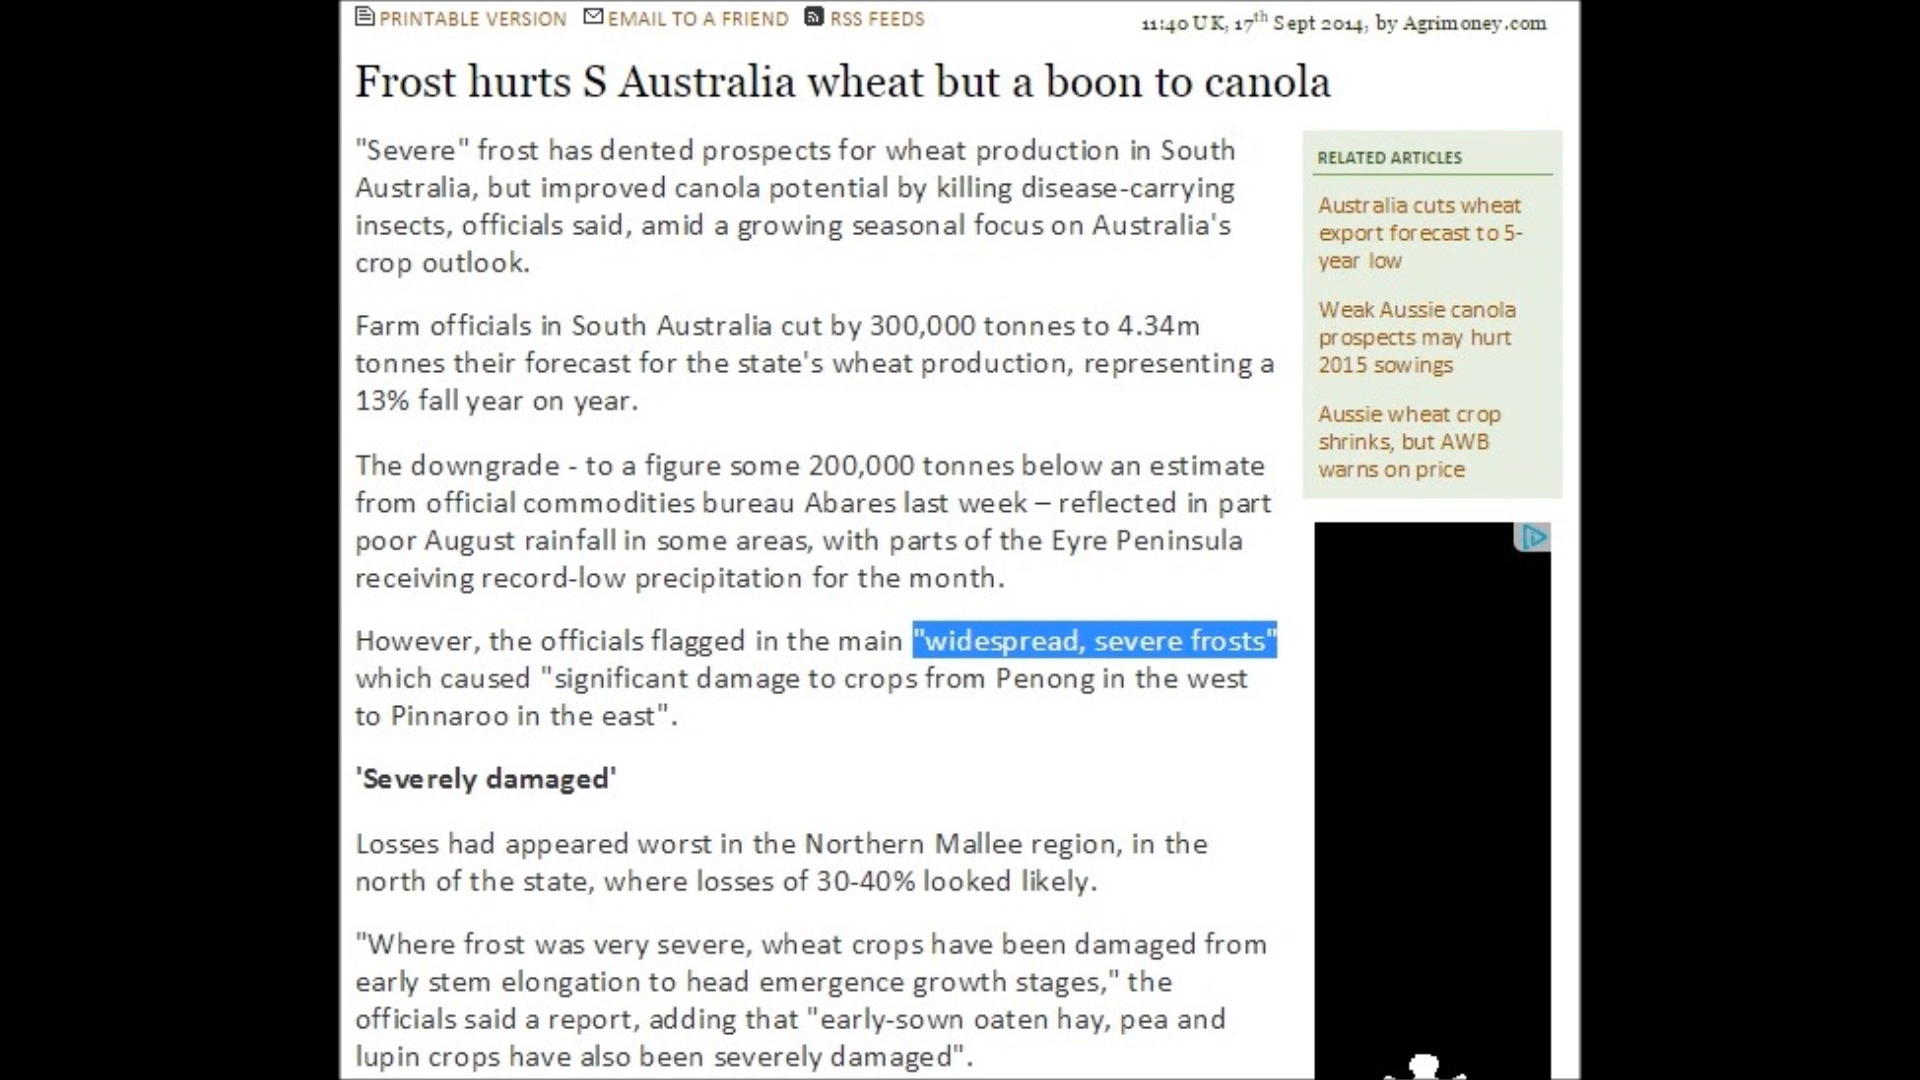 PRINTABLE VERSION EMAIL TO A FRIEND RSS FEEDS
11:40 UK, 17th Sept 2014, by Agrimoney.com
Frost hurts S Australia wheat but a boon to canola
"Severe" frost has dented prospects for wheat production in South
Australia, but improved canola potential by killing disease-carrying
insects, officials said, amid a growing seasonal focus on Australia's
crop outlook.
Farm officials in South Australia cut by 300,000 tonnes to 4.34m
tonnes their forecast for the state's wheat production, representing a
13% fall year on year.
The downgrade - to a figure some 200,000 tonnes below an estimate
from official commodities bureau Abares last week – reflected in part
poor August rainfall in some areas, with parts of the Eyre Peninsula
receiving record-low precipitation for the month.
However, the officials flagged in the main "widespread, severe frosts"
which caused "significant damage to crops from Penong in the west
to Pinnaroo in the east".
'Severely damaged'
Losses had appeared worst in the Northern Mallee region, in the
north of the state, where losses of 30-40% looked likely.
"Where frost was very severe, wheat crops have been damaged from
early stem elongation to head emergence growth stages," the
officials said a report, adding that "early-sown oaten hay, pea and
lupin crops have also been severely damaged".
RELATED ARTICLES
Australia cuts wheat
export forecast to 5-
year low
Weak Aussie canola
prospects may hurt
2015 sowings
Aussie wheat crop
shrinks, but AWB
warns on price